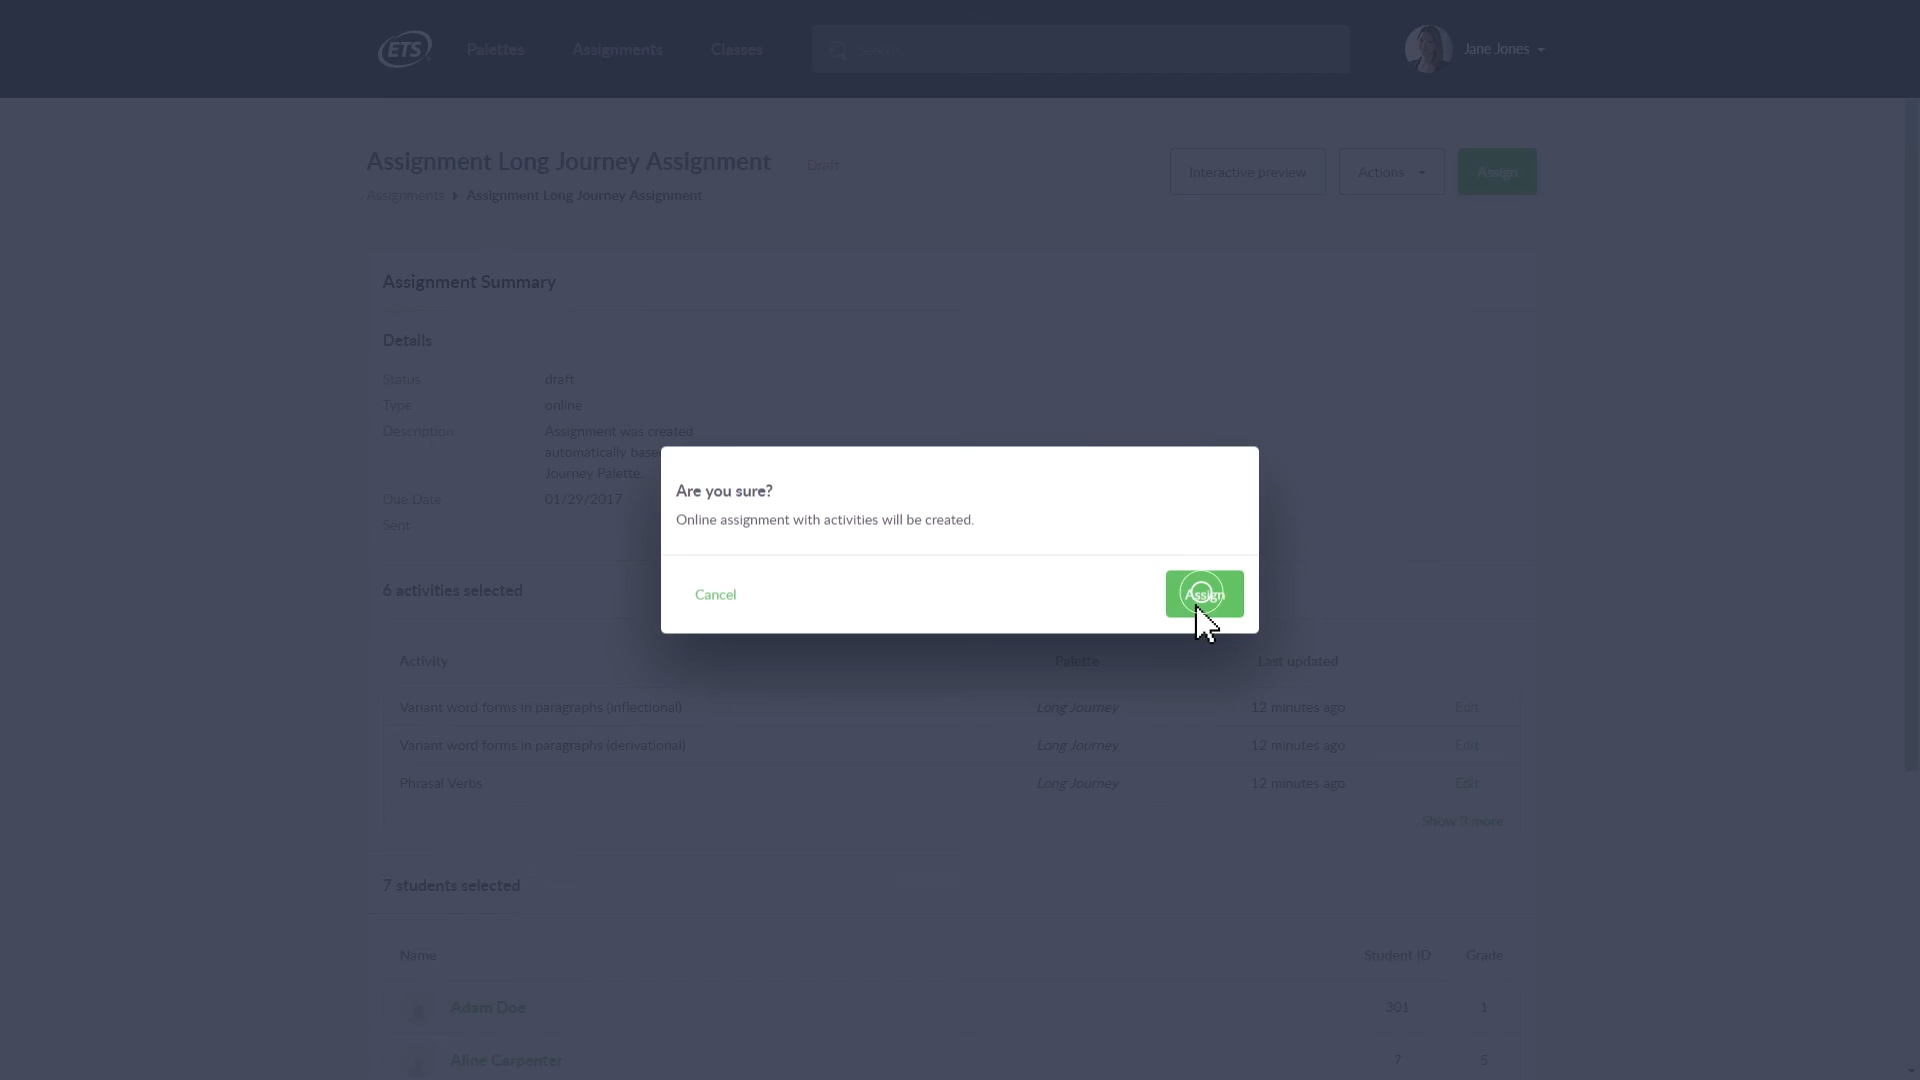 ETS Palettes Assignments Classes Search Jane Jones
Assignment Long Journey Assignment Draft
Interactive preview Actions Assign
Assignments Assignment Long Journey Assignment
Assignment Summary
Details
Status draft
Type online
Description Assignment was created
automatically base
Journey Palette.
Due Date 01/29/2017
Sent
Are you sure?
Online assignment with activities will be created.
Cancel Assign
6 activities selected
Activity Palette Last updated
Variant word forms in paragraphs (inflectional) Long Journey 12 minutes ago Edit
Variant word forms in paragraphs (derivational) Long Journey 12 minutes ago Edit
Phrasal Verbs Long Journey 12 minutes ago Edit
Show 3 more
7 students selected
Name Student ID Grade
Adam Doe 301 1
Aline Carpenter 7 5